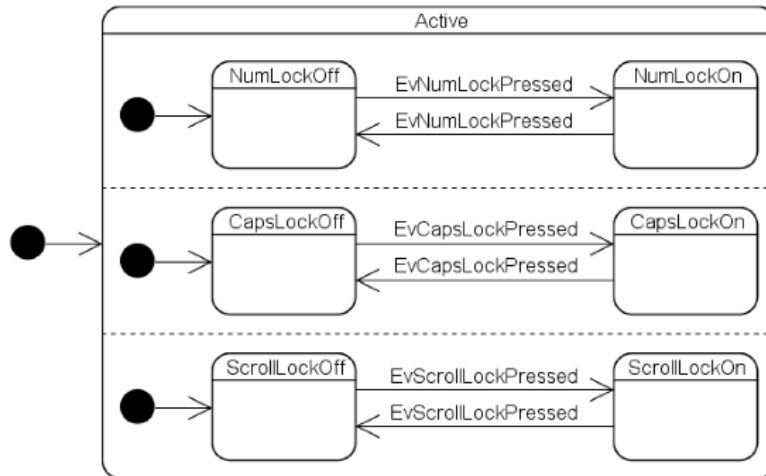 Active
NumLockOff
EvNumLockPressed
NumLockOn
EvNumLockPressed
CapsLockOff
EvCapsLockPressed
CapsLockOn
EvCapsLockPressed
ScrollLockOff
EvScrollLockPressed
ScrollLockOn
EvScrollLockPressed